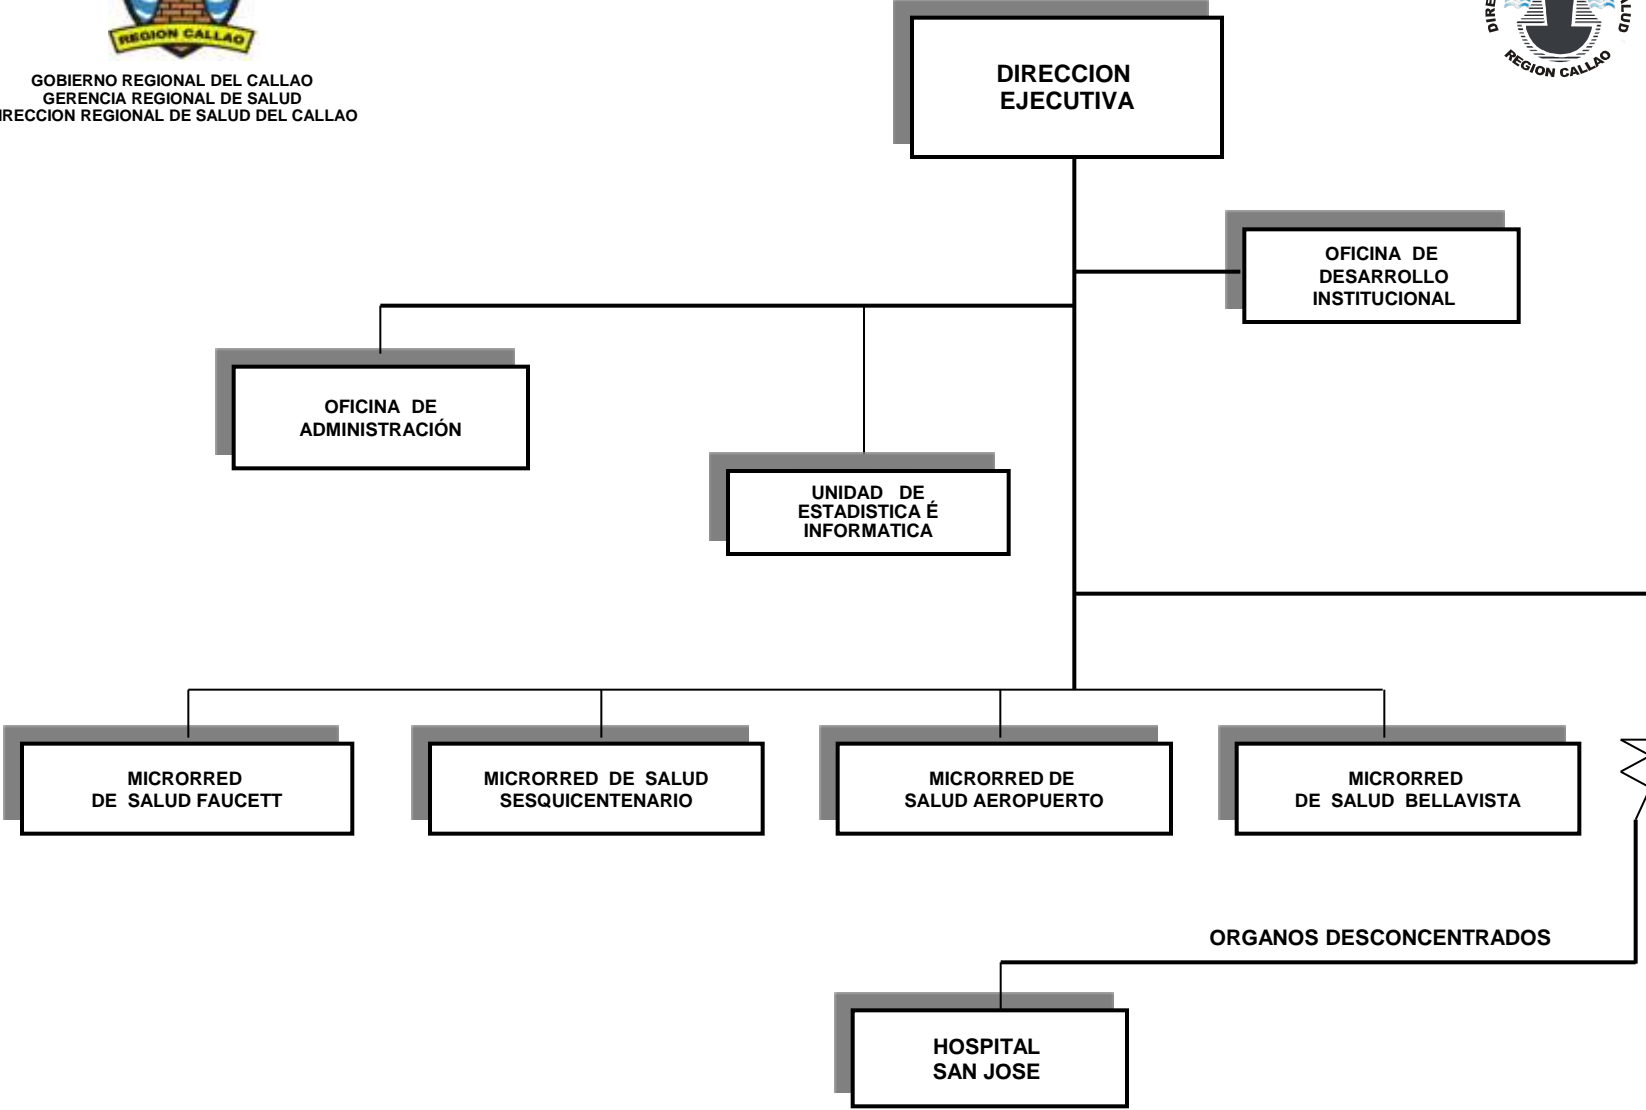 REGION CALLAO
GOBIERNO REGIONAL DEL CALLAO
GERENCIA REGIONAL DE SALUD
IRECCION REGIONAL DE SALUD DEL CALLAO
DIRE
ALUD
REGION CALLAO
DIRECCION
EJECUTIVA
OFICINA DE
DESARROLLO
INSTITUCIONAL
OFICINA DE
ADMINISTRACIÓN
UNIDAD DE
ESTADISTICA É
INFORMATICA
MICRORRED
DE SALUD FAUCETT
MICRORRED DE SALUD
SESQUICENTENARIO
MICRORRED DE
SALUD AEROPUERTO
MICRORRED
DE SALUD BELLAVISTA
ORGANOS DESCONCENTRADOS
HOSPITAL
SAN JOSE